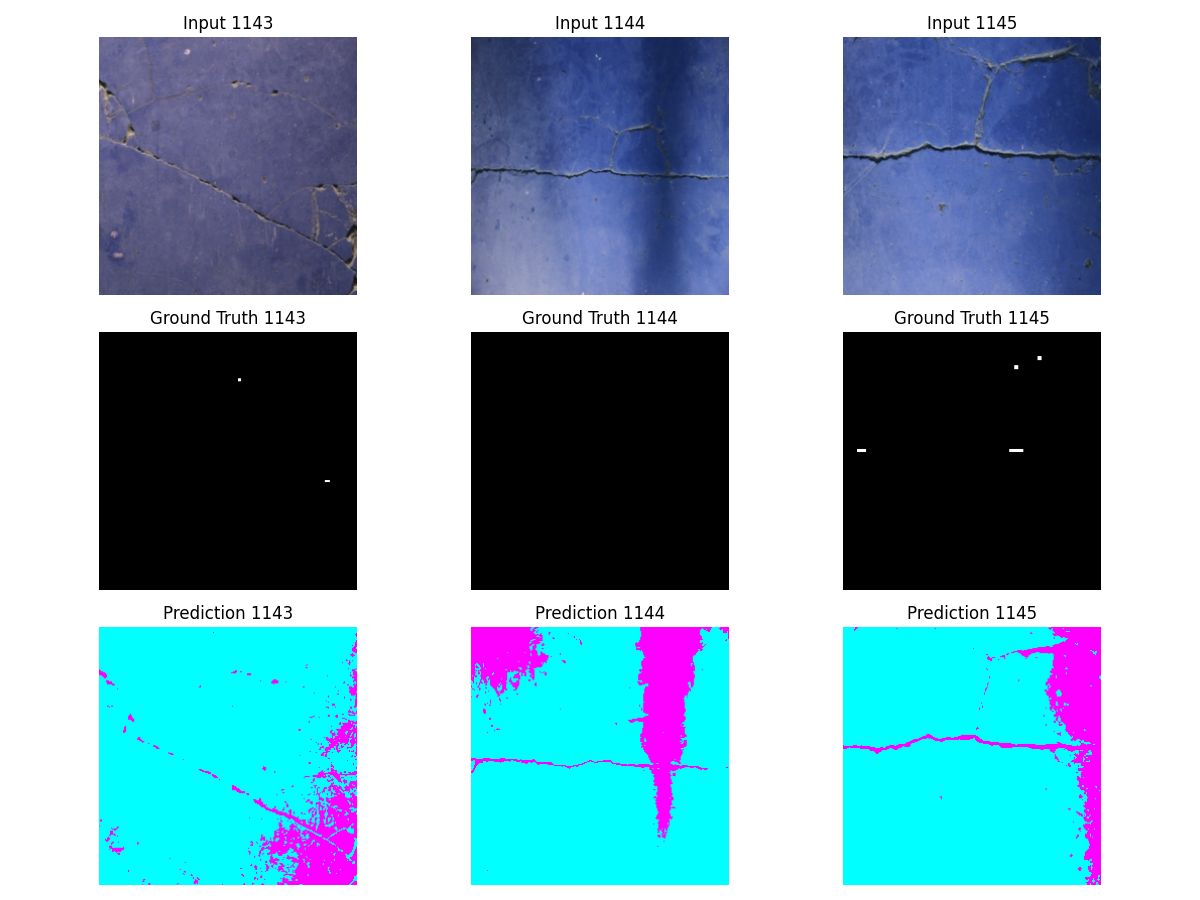 Input 1143
Input 1144
Input 1145
Ground Truth 1143
Ground Truth 1144
Ground Truth 1145
Prediction 1143
Prediction 1144
Prediction 1145